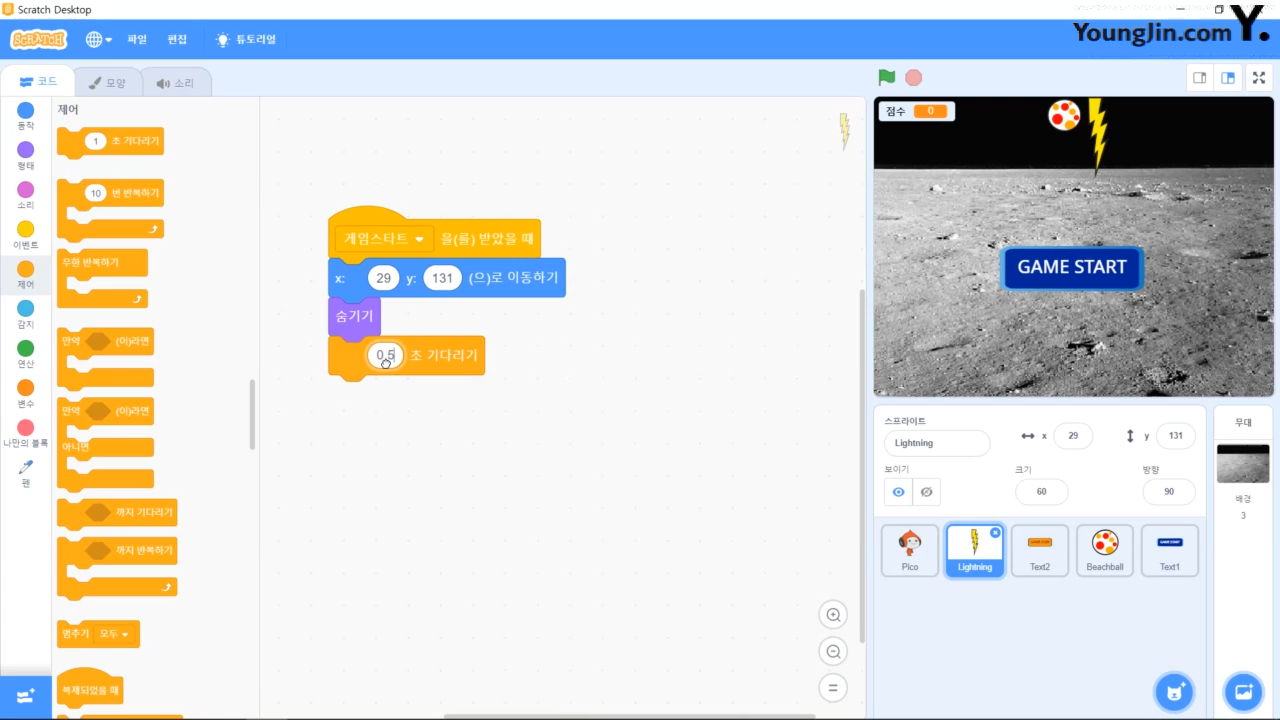 Scratch Desktop
YoungJin.com Y.
SCRATCH
파일
편집
튜토리얼
코드
모양
소리
동작
형태
소리
이벤트
제어
감지
연산
변수
나만의 블록
펜
제어
1 초 기다리기
10 번 반복하기
무한 반복하기
만약 (이)라면
만약 (이)라면
아니면
까지 기다리기
까지 반복하기
멈추기 모두
복제되었을 때
게임스타트 을(를) 받았을 때
x: 29 y: 131 (으)로 이동하기
숨기기
0.5 초 기다리기
점수 0
GAME START
스프라이트
Lightning
x 29
y 131
보이기
크기
60
방향
90
Pico
Lightning
GAME START
Text2
Beachball
GAME START
Text1
무대
배경
3